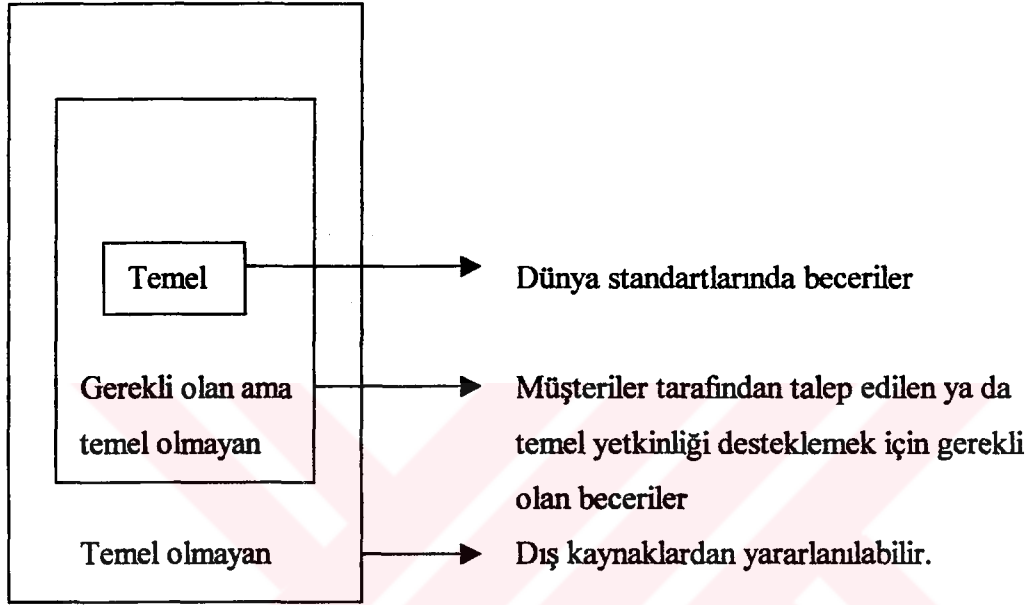 Temel
Dünya standartlarında beceriler
Gerekli olan ama
temel olmayan
Müşteriler tarafından talep edilen ya da
temel yetkinliği desteklemek için gerekli
olan beceriler
Temel olmayan
Dış kaynaklardan yararlanılabilir.